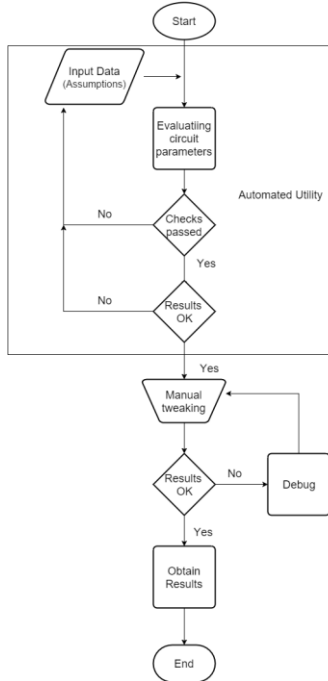 Start
Input Data
(Assumptions)
Evaluatiing
circuit
parameters
Automated Utility
No
Checks
passed
Yes
No
Results
OK
Yes
Manual
tweaking
Results
OK
No
Debug
Yes
Obtain
Results
End